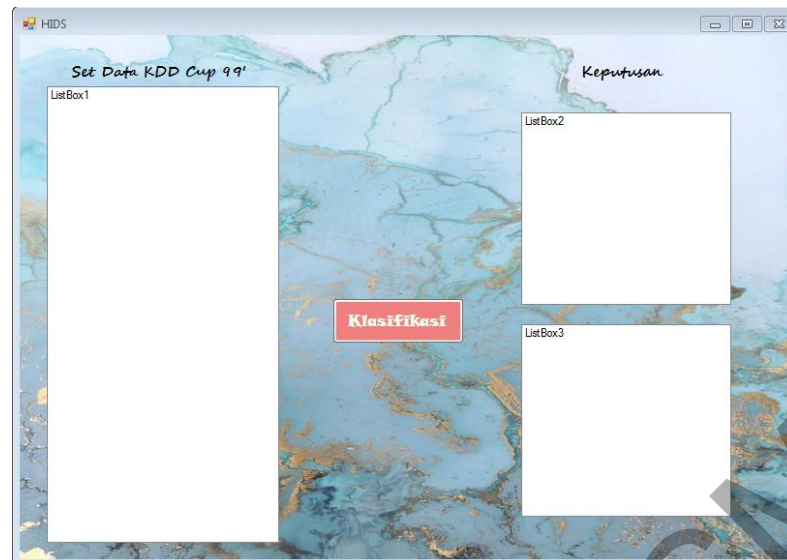 HIDS
Set Data KDD Cup 99'
Keputusan
ListBox1
ListBox2
Klasifikasi
ListBox3